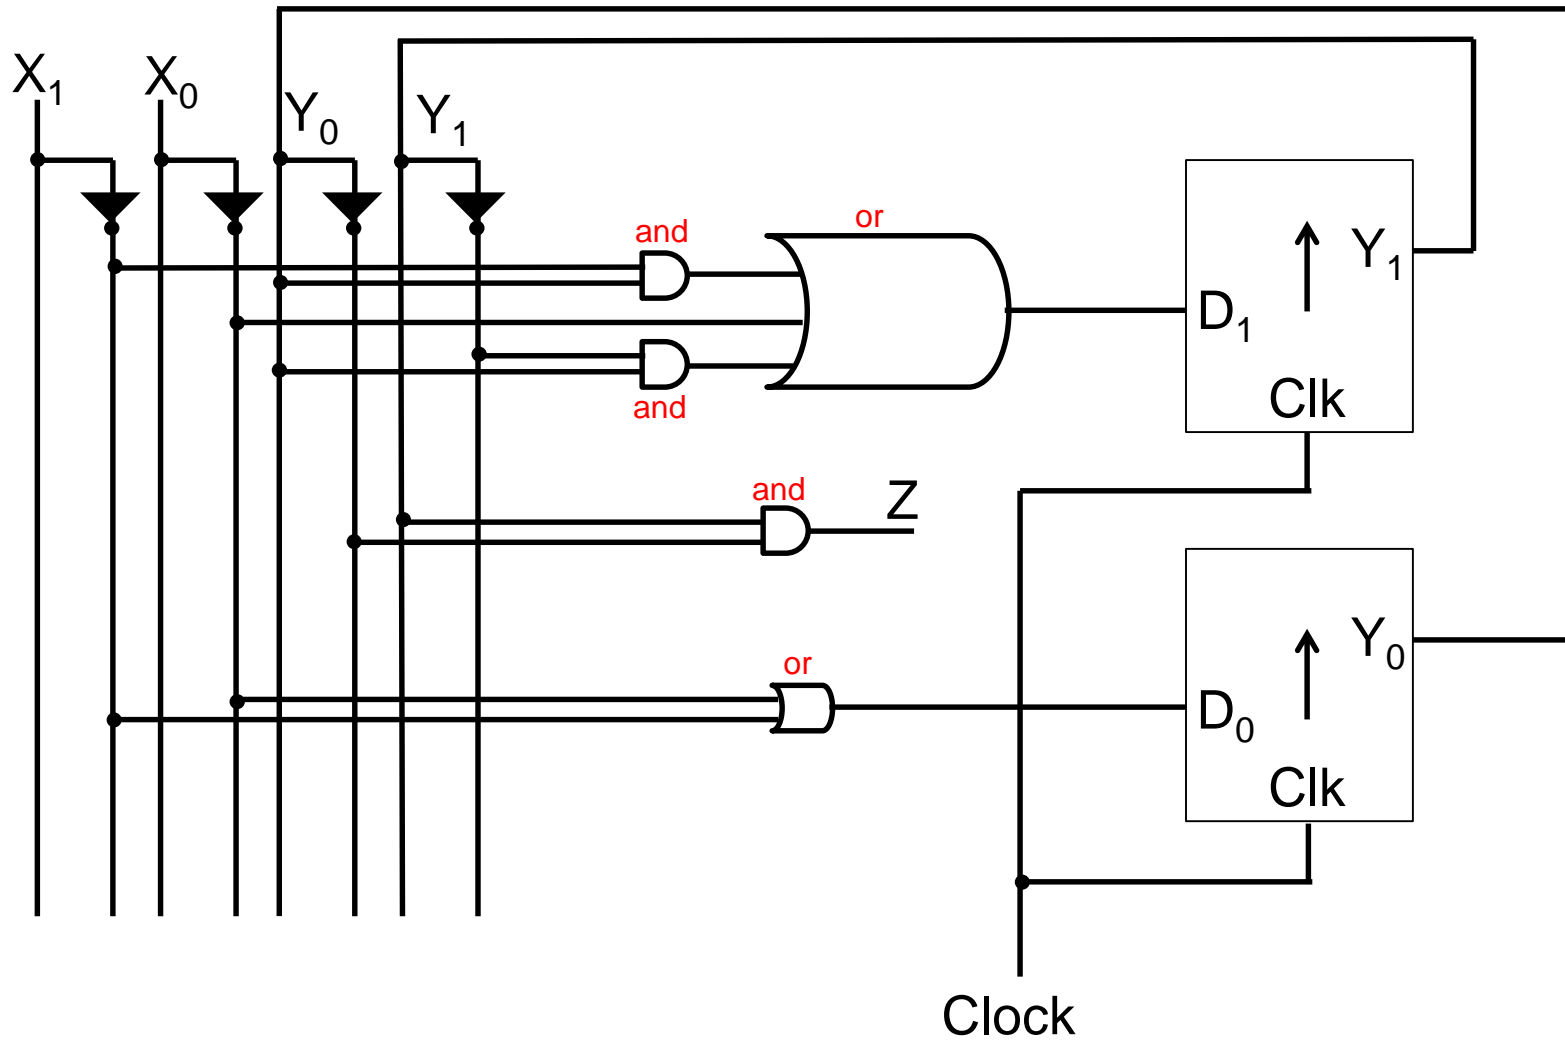 X₁
X₀
Y₀
Y₁
and
or
and
and
Z
or
Y₁
D₁
Clk
Y₀
D₀
Clk
Clock